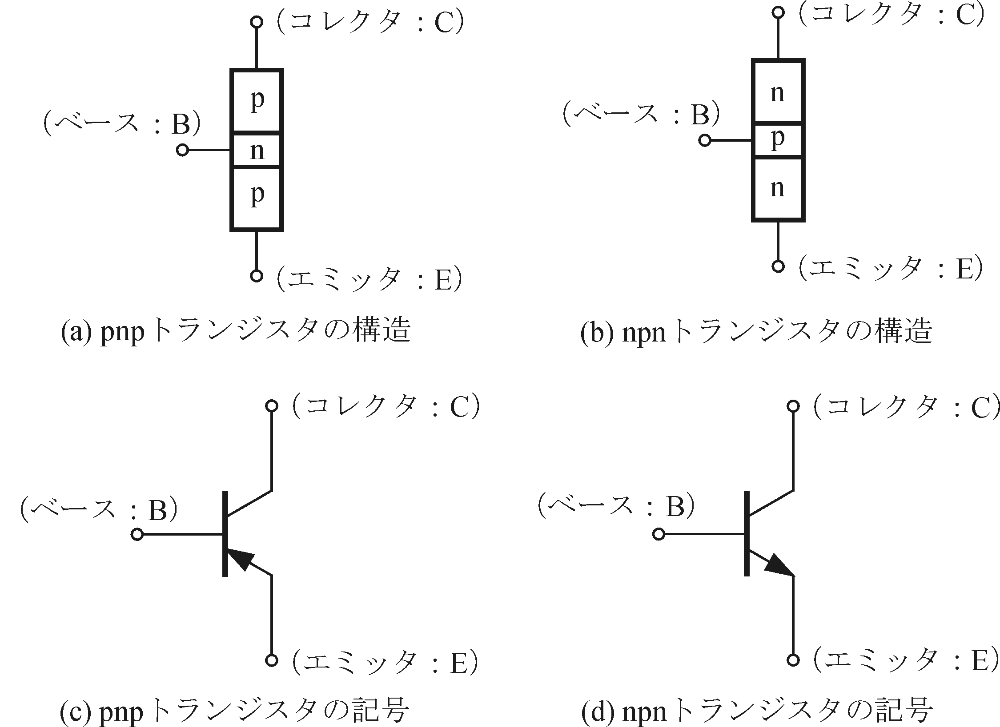 （コレクタ：C）
p
（ベース：B）
n
p
（エミッタ：E）
(a) pnpトランジスタの構造
（コレクタ：C）
n
（ベース：B）
p
n
（エミッタ：E）
(b) npnトランジスタの構造
（コレクタ：C）
（ベース：B）
（エミッタ：E）
(c) pnpトランジスタの記号
（コレクタ：C）
（ベース：B）
（エミッタ：E）
(d) npnトランジスタの記号